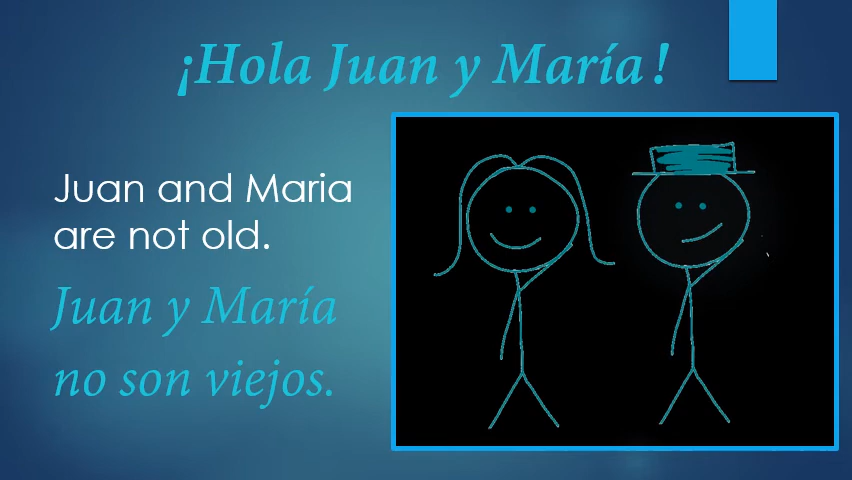 ¡Hola Juan y María!
Juan and Maria
are not old.
Juan y María
no son viejos.